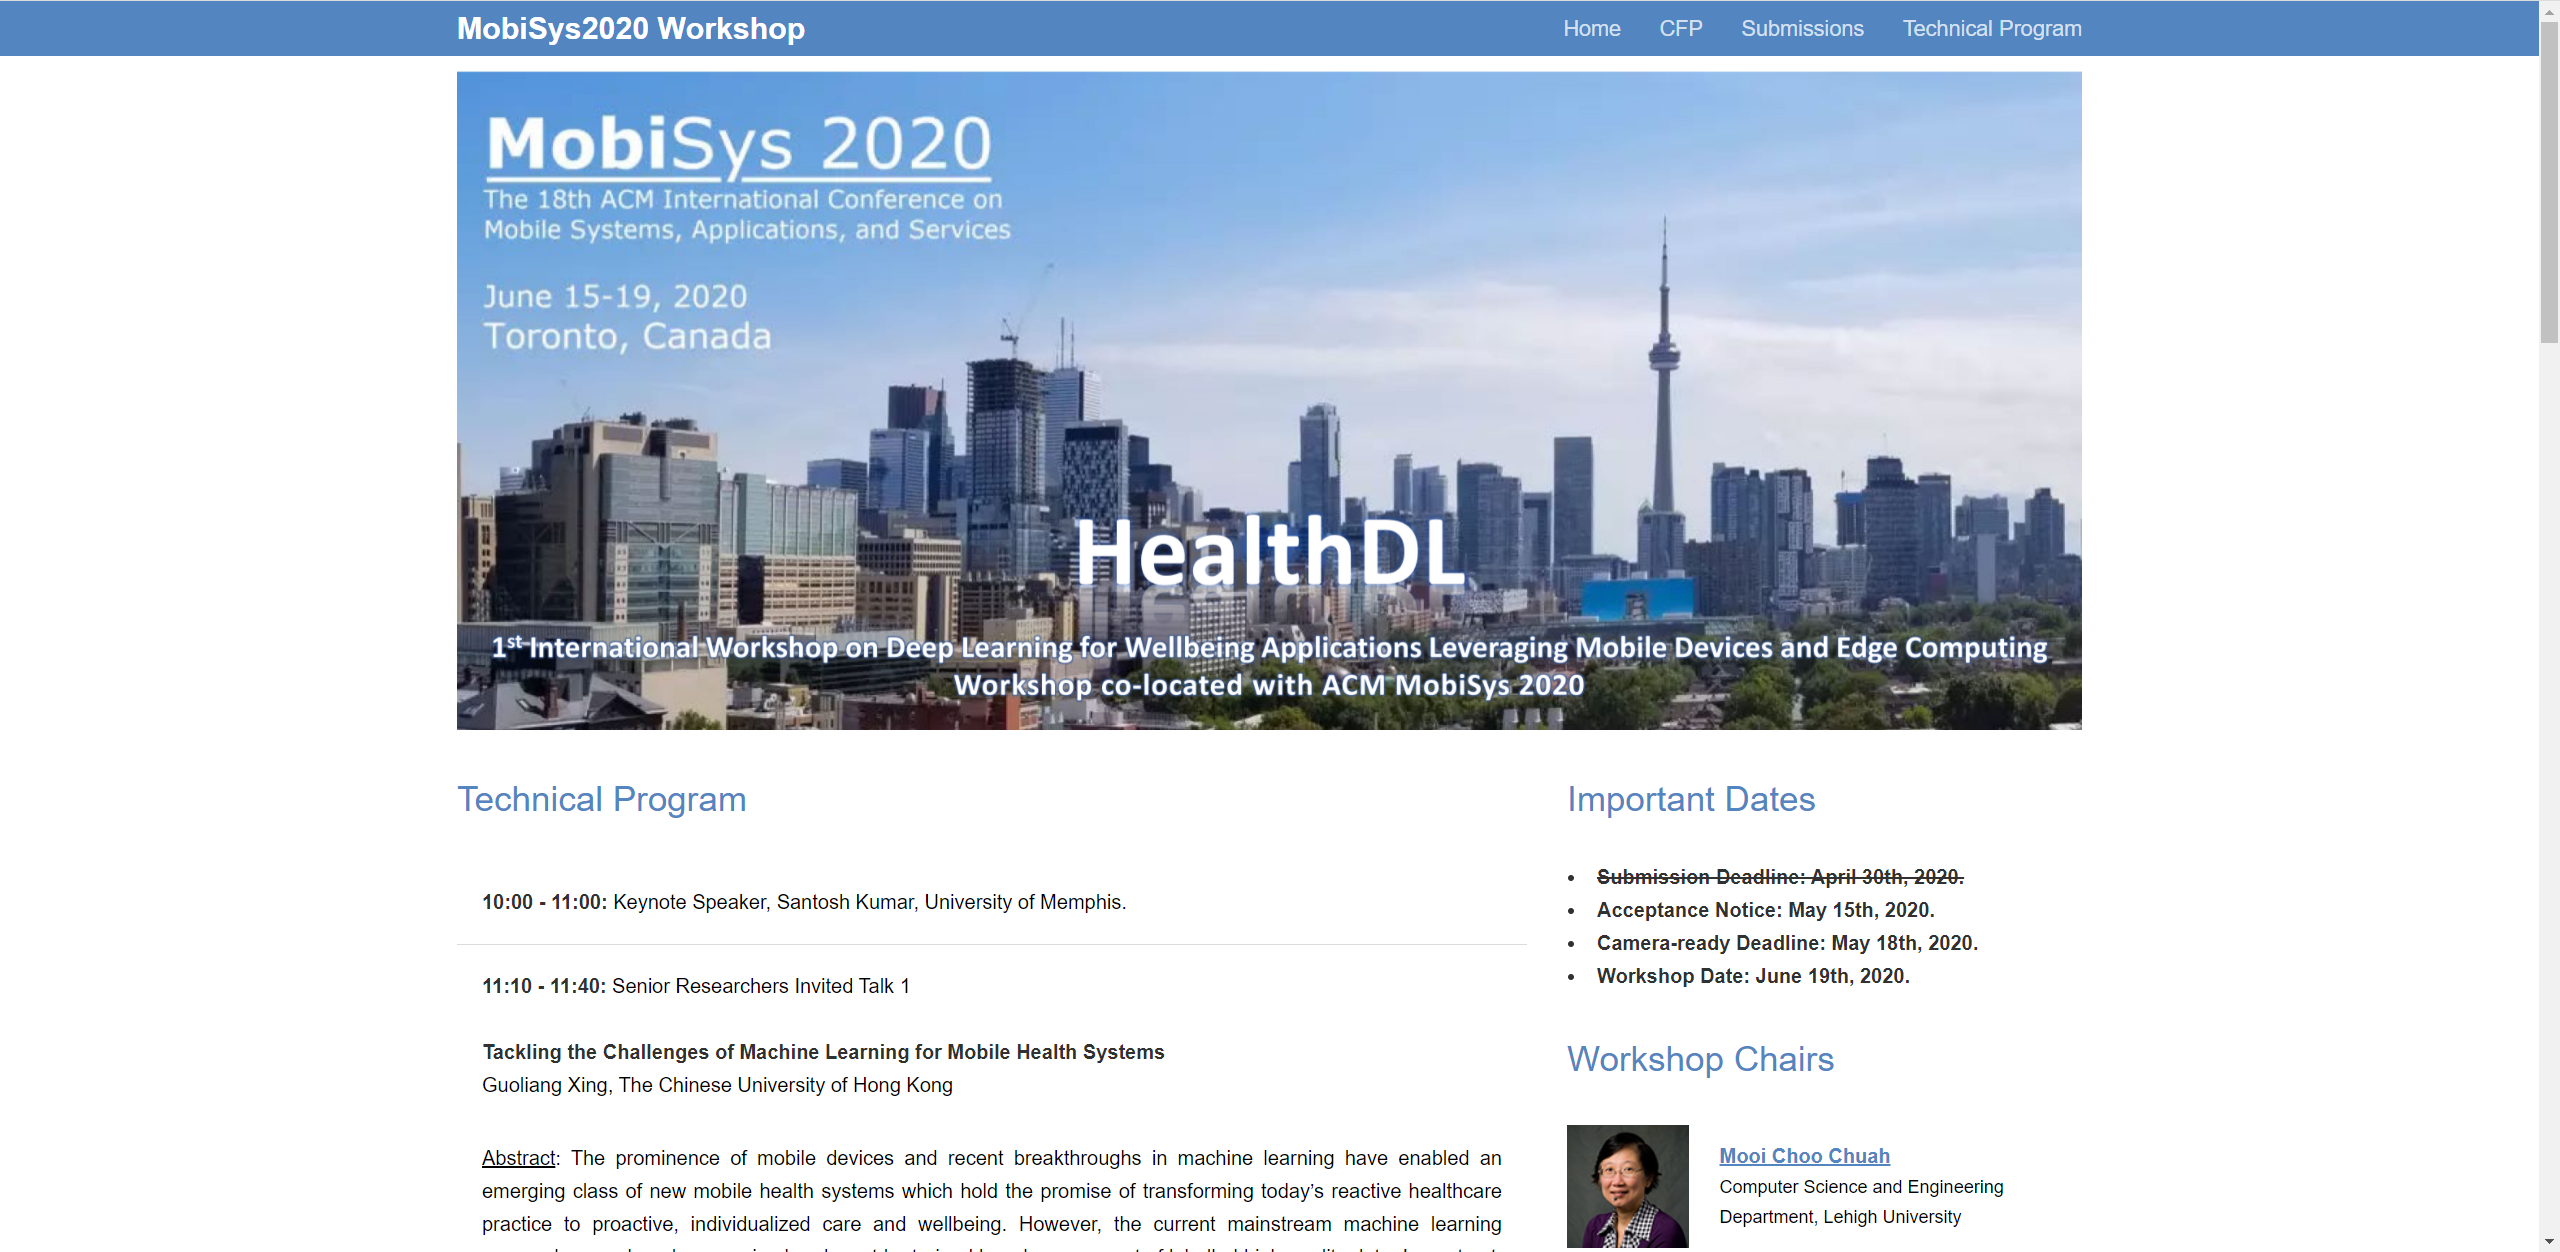 MobiSys2020 Workshop
Home CFP Submissions Technical Program
MobiSys 2020
The 18th ACM International Conference on
Mobile Systems, Applications, and Services
June 15-19, 2020
Toronto, Canada
HealthDL
1st International Workshop on Deep Learning for Wellbeing Applications Leveraging Mobile Devices and Edge Computing
Workshop co-located with ACM MobiSys 2020
Technical Program
10:00 - 11:00: Keynote Speaker, Santosh Kumar, University of Memphis.
11:10 - 11:40: Senior Researchers Invited Talk 1
Tackling the Challenges of Machine Learning for Mobile Health Systems
Guoliang Xing, The Chinese University of Hong Kong
Abstract: The prominence of mobile devices and recent breakthroughs in machine learning have enabled an
emerging class of new mobile health systems which hold the promise of transforming today’s reactive healthcare
practice to proactive, individualized care and wellbeing. However, the current mainstream machine learning
Important Dates
Submission Deadline: April 30th, 2020.
Acceptance Notice: May 15th, 2020.
Camera-ready Deadline: May 18th, 2020.
Workshop Date: June 19th, 2020.
Workshop Chairs
Mooi Choo Chuah
Computer Science and Engineering
Department, Lehigh University